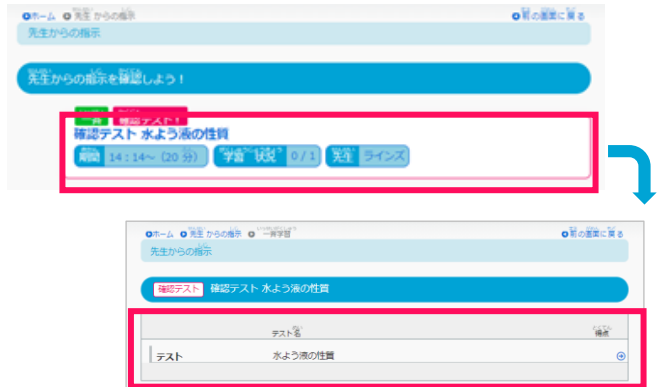 ホーム 先生 からの指示 前の画面に戻る
先生からの指示
先生からの指示を確認しよう！
一斉 確認テスト！
確認テスト 水よう液の性質
期間 14：14～（20 分） 学習 状況 0 / 1 先生 ラインズ
ホーム 先生 からの指示 一斉学習 前の画面に戻る
先生からの指示
確認テスト 確認テスト 水よう液の性質
テスト名 得点
テスト 水よう液の性質